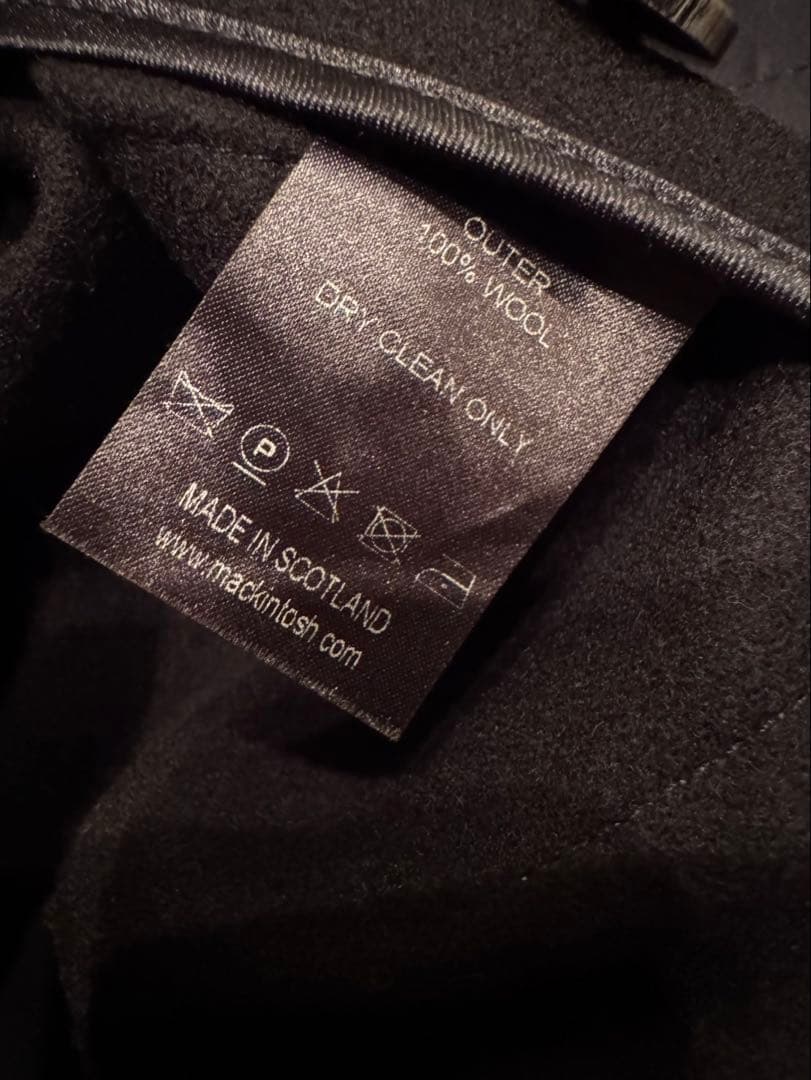 OUTER
100% WOOL
DRY CLEAN ONLY
P
MADE IN SCOTLAND
www.mackintosh.com